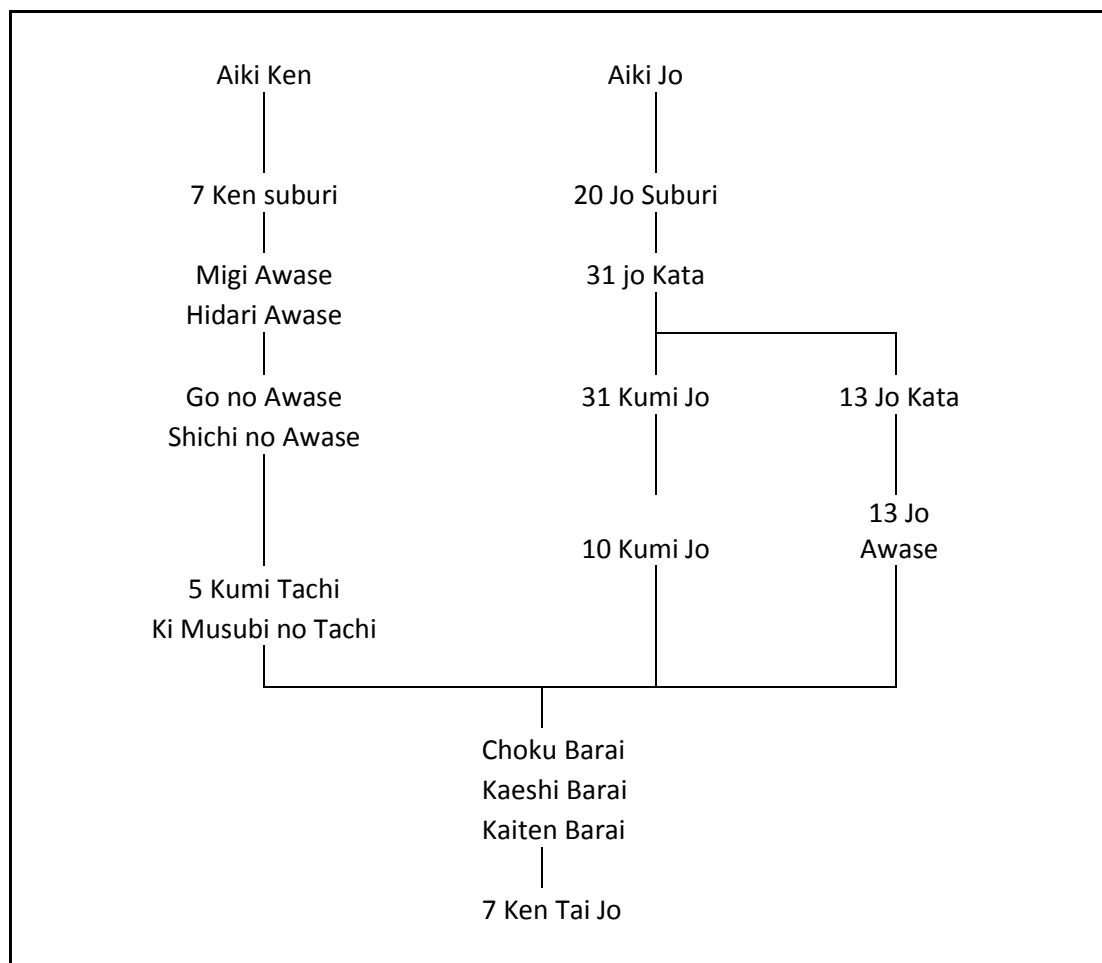 Aiki Ken
Aiki Jo
7 Ken suburi
20 Jo Suburi
Migi Awase
Hidari Awase
31 jo Kata
Go no Awase
Shichi no Awase
31 Kumi Jo
13 Jo Kata
10 Kumi Jo
13 Jo
Awase
5 Kumi Tachi
Ki Musubi no Tachi
Choku Barai
Kaeshi Barai
Kaiten Barai
7 Ken Tai Jo